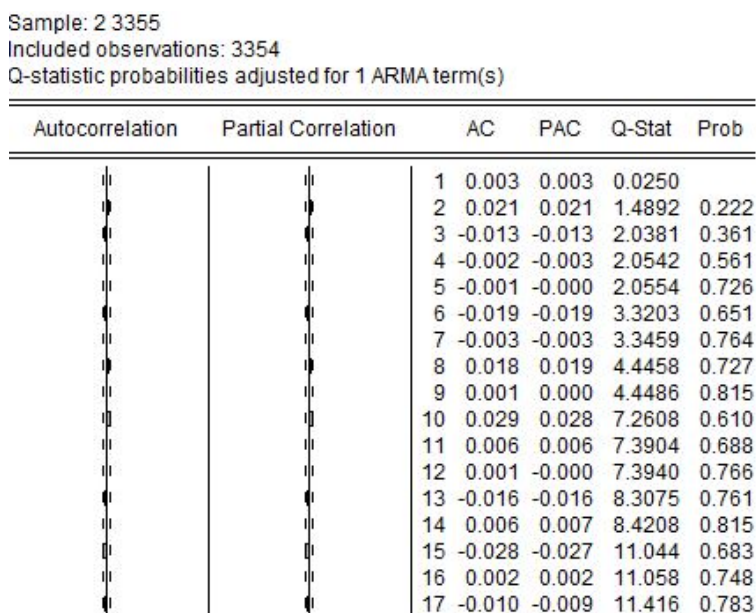 Sample: 2 3355
Included observations: 3354
Q-statistic probabilities adjusted for 1 ARMA term(s)
Autocorrelation Partial Correlation AC PAC Q-Stat Prob
1 0.003 0.003 0.0250
2 0.021 0.021 1.4892 0.222
3 -0.013 -0.013 2.0381 0.361
4 -0.002 -0.003 2.0542 0.561
5 -0.001 -0.000 2.0554 0.726
6 -0.019 -0.019 3.3203 0.651
7 -0.003 -0.003 3.3459 0.764
8 0.018 0.019 4.4458 0.727
9 0.001 0.000 4.4486 0.815
10 0.029 0.028 7.2608 0.610
11 0.006 0.006 7.3904 0.688
12 0.001 -0.000 7.3940 0.766
13 -0.016 -0.016 8.3075 0.761
14 0.006 0.007 8.4208 0.815
15 -0.028 -0.027 11.044 0.683
16 0.002 0.002 11.058 0.748
17 -0.010 -0.009 11.416 0.783